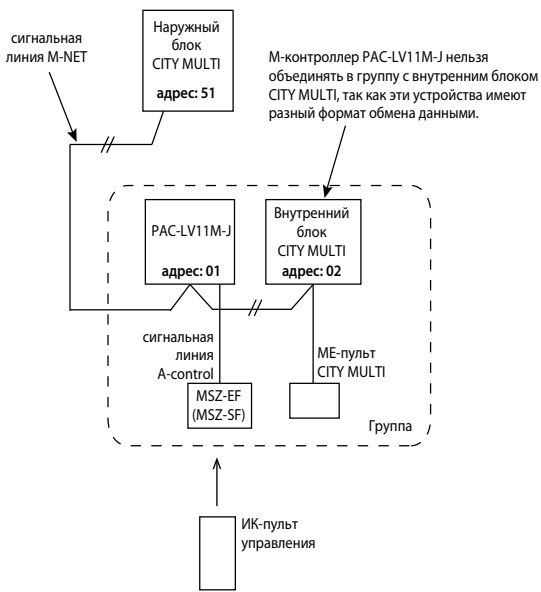 сигнальная
линия M-NET
Наружный
блок
CITY MULTI
адрес: 51
М-контроллер PAC-LV11M-J нельзя
объединять в группу с внутренним блоком
CITY MULTI, так как эти устройства имеют
разный формат обмена данными.
PAC-LV11M-J
адрес: 01
Внутренний
блок
CITY MULTI
адрес: 02
сигнальная
линия
A-control
ME-пульт
CITY MULTI
MSZ-EF
(MSZ-SF)
Группа
ИК-пульт
управления